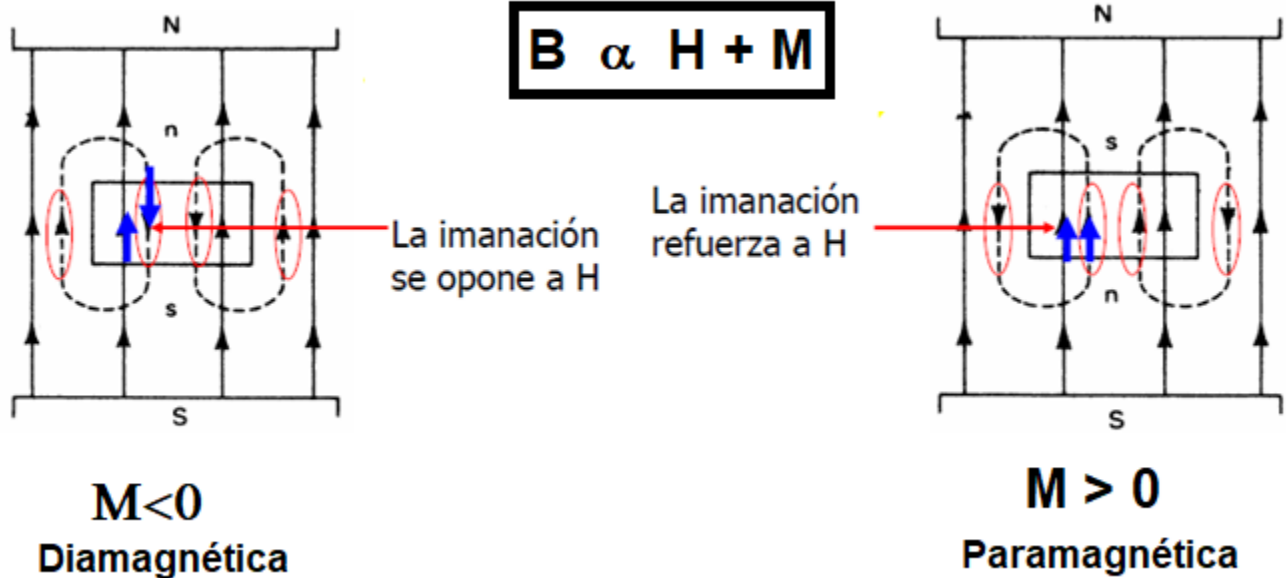 N
B α H + M
N
n
s
La imanación
se opone a H
La imanación
refuerza a H
s
n
S
S
M<0
Diamagnética
M > 0
Paramagnética